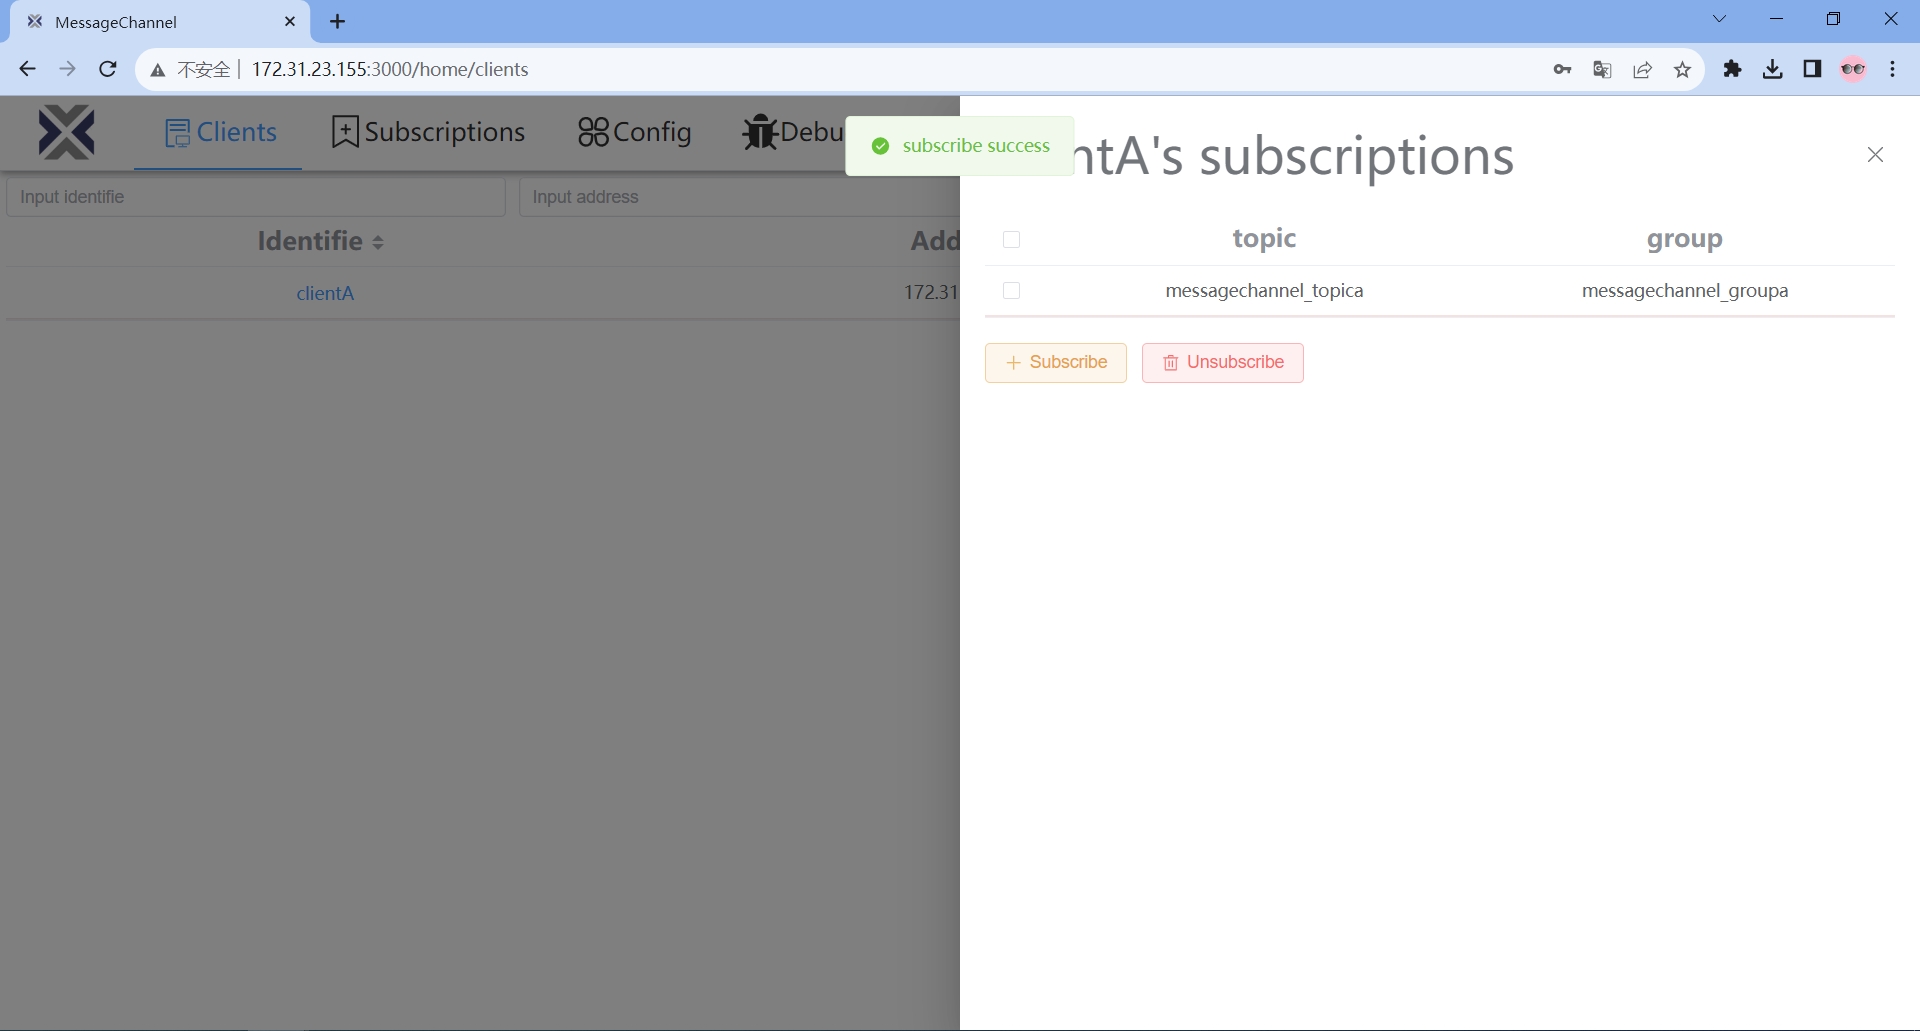 MessageChannel
不安全 172.31.23.155:3000/home/clients
Clients Subscriptions Config Debu
subscribe success
ntA's subscriptions
Input identifie Input address
Identifie Add
clientA 172.31
topic group
messagechannel_topica messagechannel_groupa
Subscribe Unsubscribe